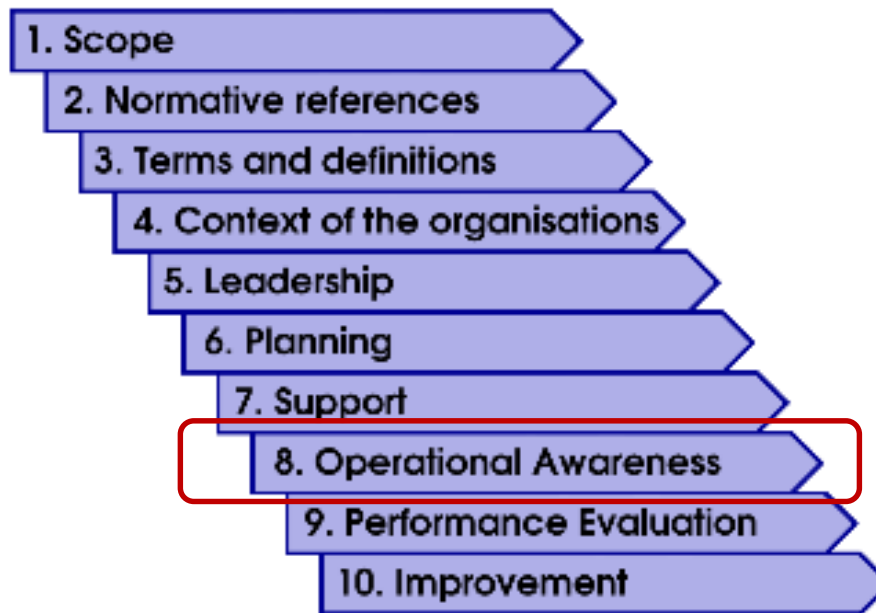 1. Scope
2. Normative references
3. Terms and definitions
4. Context of the organisations
5. Leadership
6. Planning
7. Support
8. Operational Awareness
9. Performance Evaluation
10. Improvement